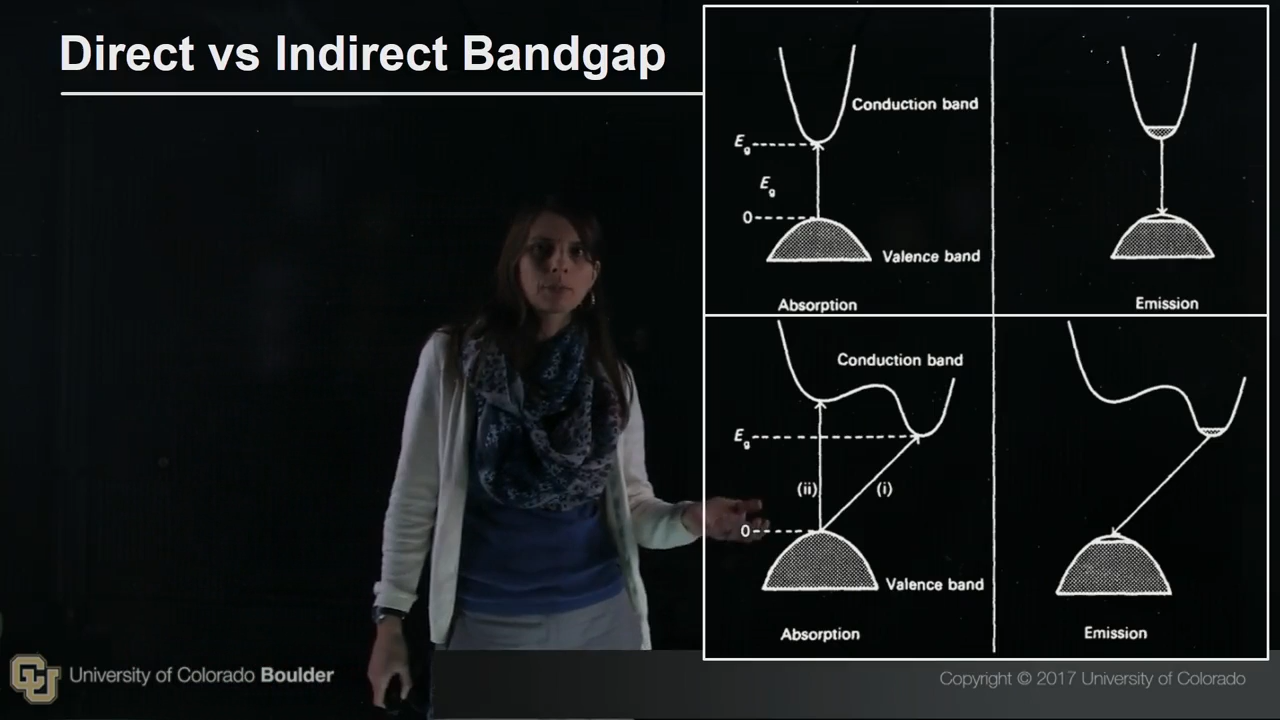 Direct vs Indirect Bandgap
Conduction band
Eg
Eg
0
Valence band
Absorption
Emission
Conduction band
Eg
(ii)
(i)
0
Valence band
Absorption
Emission
CU
University of Colorado Boulder
Copyright © 2017 University of Colorado